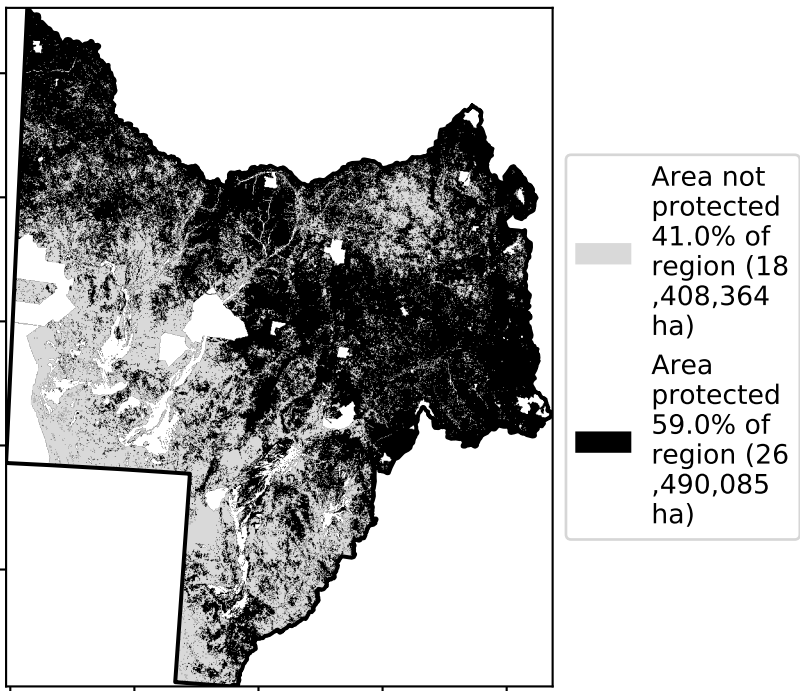 Area not
protected
41.0% of
region (18
,408,364
ha)
Area
protected
59.0% of
region (26
,490,085
ha)